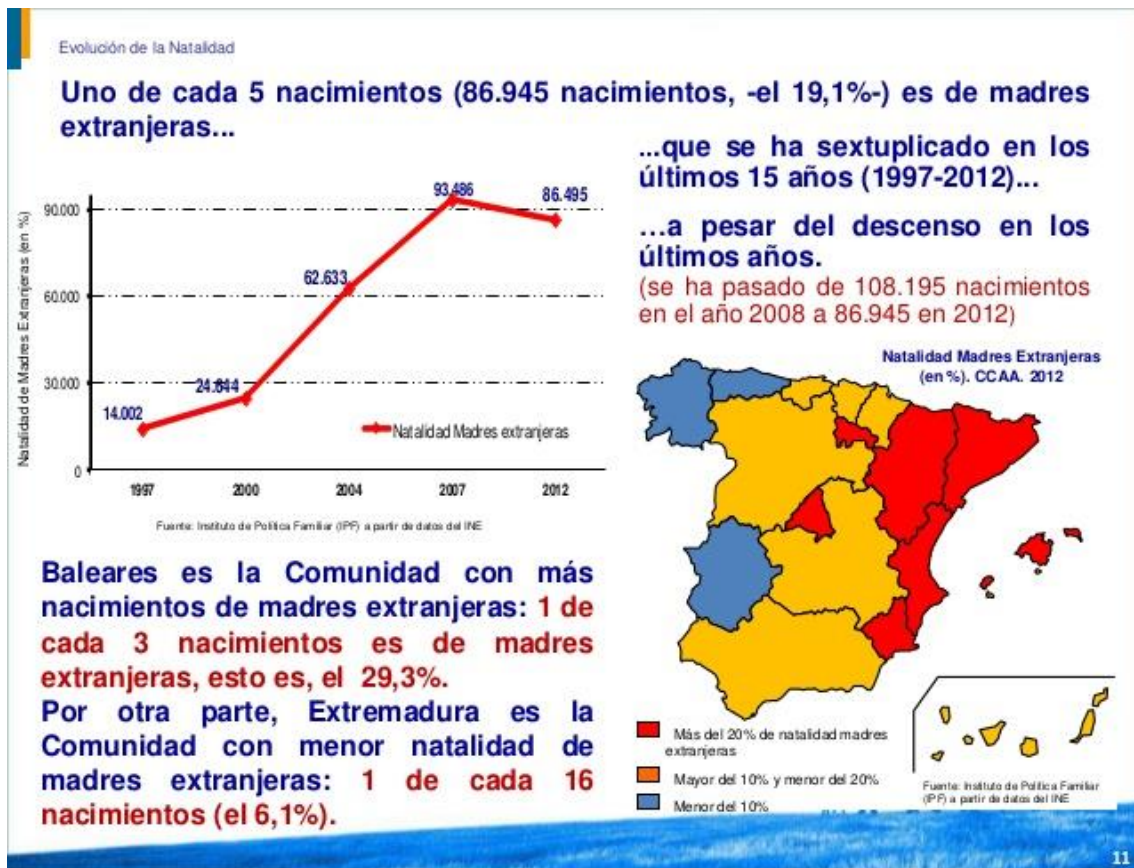 Evolución de la Natalidad
Uno de cada 5 nacimientos (86.945 nacimientos, -el 19,1%-) es de madres
extranjeras...
...que se ha sextuplicado en los
últimos 15 años (1997-2012)...
...a pesar del descenso en los
últimos años.
(se ha pasado de 108.195 nacimientos
en el año 2008 a 86.945 en 2012)
Natalidad de Madres Extranjeras (en %)
90.000
60.000
30.000
0
14.002
24.644
62.633
93.486
86.495
Natalidad Madres extranjeras
1997 2000 2004 2007 2012
Fuente: Instituto de Política Familiar (IPF) a partir de datos del INE
Natalidad Madres Extranjeras
(en %). CCAA. 2012
Baleares es la Comunidad con más
nacimientos de madres extranjeras: 1 de
cada 3 nacimientos es de madres
extranjeras, esto es, el 29,3%.
Por otra parte, Extremadura es la
Comunidad con menor natalidad de
madres extranjeras: 1 de cada 16
nacimientos (el 6,1%).
Más del 20% de natalidad madres
extranjeras
Mayor del 10% y menor del 20%
Menor del 10%
Fuente: Instituto de Política Familiar
(IPF) a partir de datos del INE
11